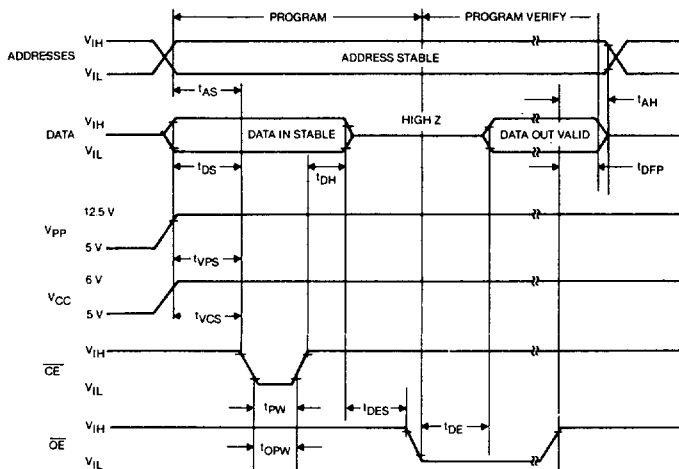 PROGRAM PROGRAM VERIFY
ADDRESSES VIH VIL ADDRESS STABLE
tAS tAH
DATA VIH VIL DATA IN STABLE HIGH Z DATA OUT VALID
tDS tDH tDFP
VPP 12.5 V 5 V
tVPS
VCC 6 V 5 V
tVCS
CE VIH VIL
tPW tDES tDE
OE VIH VIL
tOPW